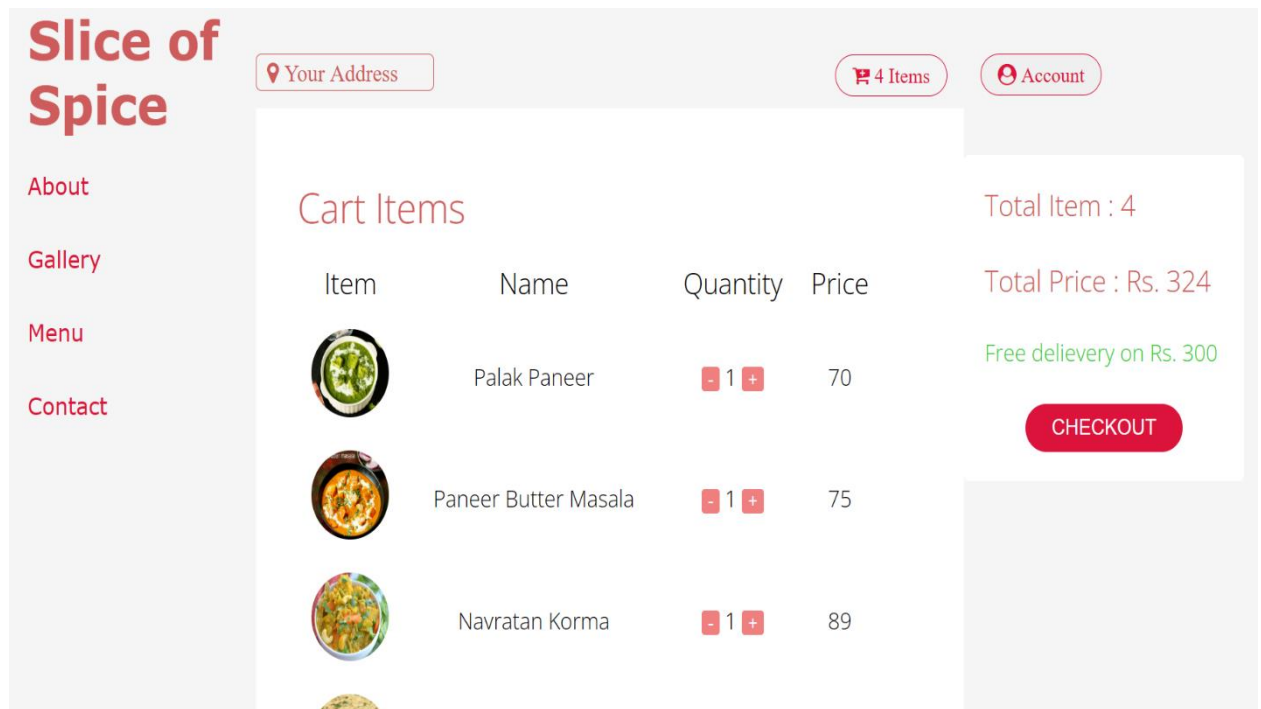 Slice of
Spice
Your Address
4 Items
Account
About
Gallery
Menu
Contact
Cart Items
Item Name Quantity Price
Palak Paneer - 1 + 70
Paneer Butter Masala - 1 + 75
Navratan Korma - 1 + 89
Total Item : 4
Total Price : Rs. 324
Free delievery on Rs. 300
CHECKOUT